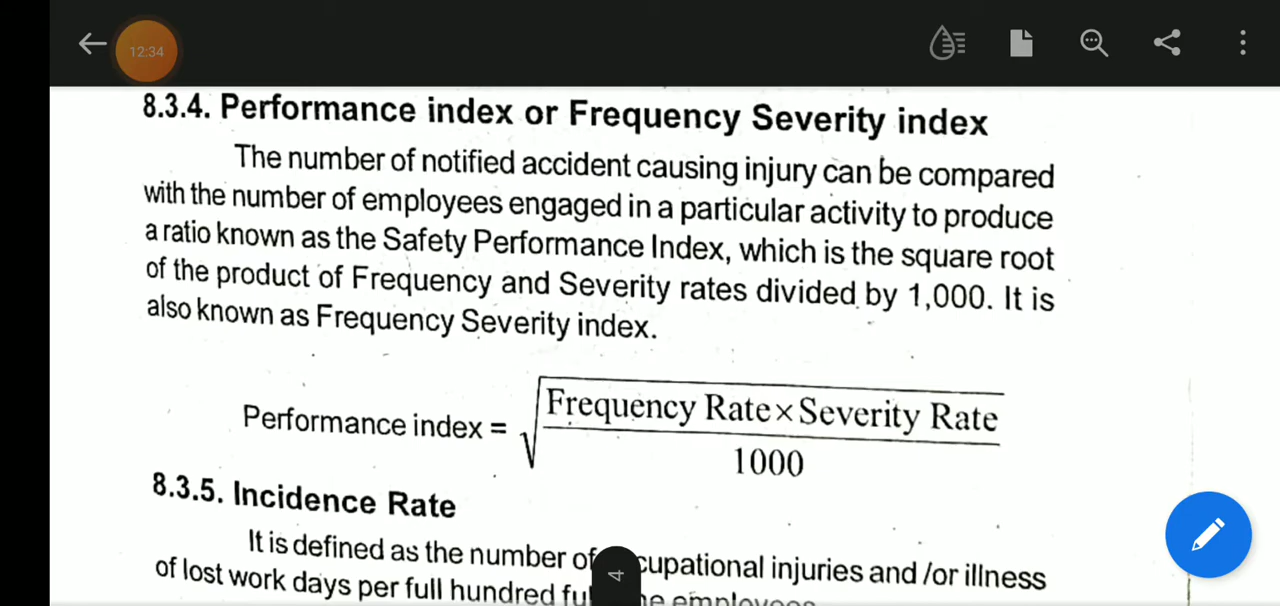 12:34
8.3.4. Performance index or Frequency Severity index
The number of notified accident causing injury can be compared
with the number of employees engaged in a particular activity to produce
a ratio known as the Safety Performance Index, which is the square root
of the product of Frequency and Severity rates divided by 1,000. It is
also known as Frequency Severity index.
Performance index = √
Frequency Rate×Severity Rate
1000
8.3.5. Incidence Rate
It is defined as the number of occupational injuries and /or illness
of lost work days per full hundred employees
4